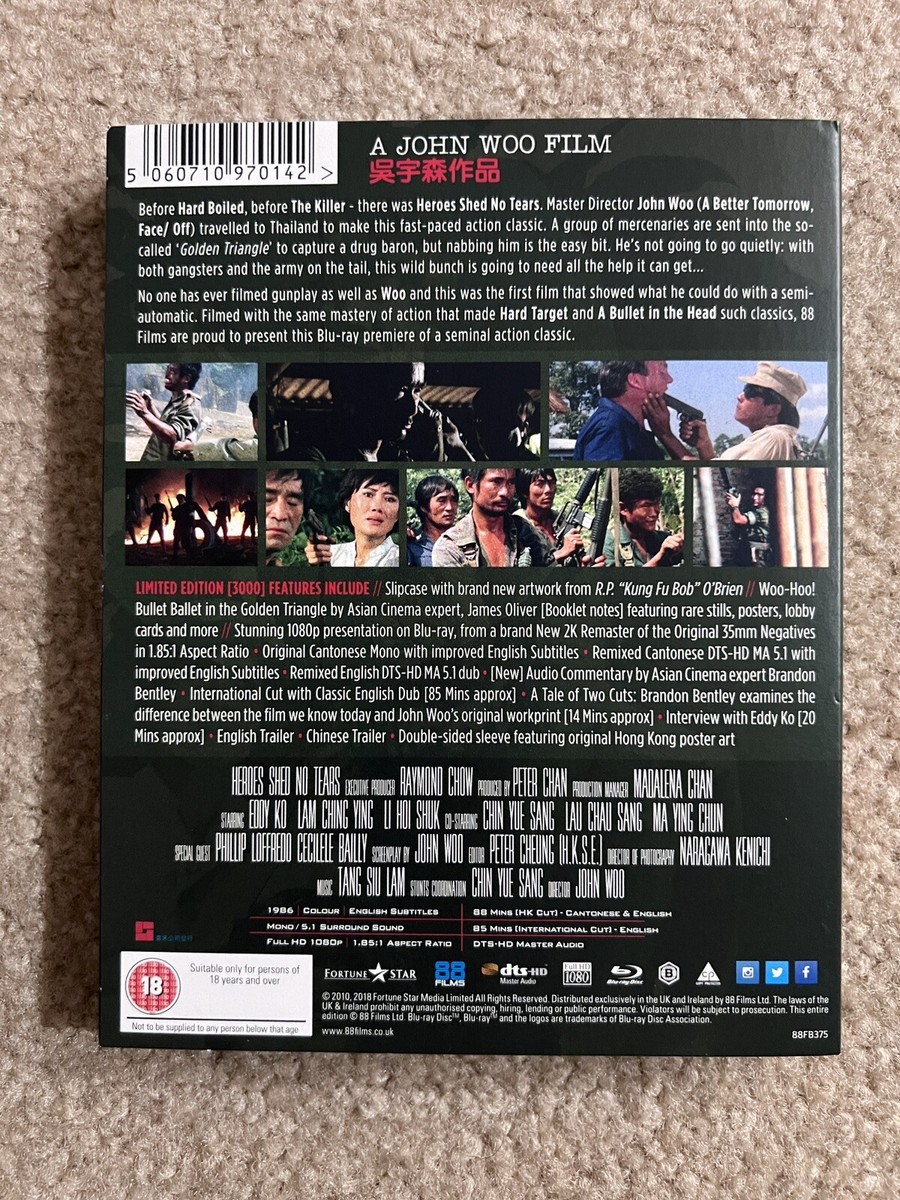 A JOHN WOO FILM
吳宇森作品
5 060710 970142 >
Before Hard Boiled, before The Killer - there was Heroes Shed No Tears. Master Director John Woo (A Better Tomorrow,
Face/ Off) travelled to Thailand to make this fast-paced action classic. A group of mercenaries are sent into the so-
called 'Golden Triangle' to capture a drug baron, but nabbing him is the easy bit. He's not going to go quietly: with
both gangsters and the army on the tail, this wild bunch is going to need all the help it can get...
No one has ever filmed gunplay as well as Woo and this was the first film that showed what he could do with a semi-
automatic. Filmed with the same mastery of action that made Hard Target and A Bullet in the Head such classics, 88
Films are proud to present this Blu-ray premiere of a seminal action classic.
LIMITED EDITION [3000] FEATURES INCLUDE // Slipcase with brand new artwork from R.P. "Kung Fu Bob" O'Brien // Woo-Hoo!
Bullet Ballet in the Golden Triangle by Asian Cinema expert, James Oliver [Booklet notes] featuring rare stills, posters, lobby
cards and more // Stunning 1080p presentation on Blu-ray, from a brand New 2K Remaster of the Original 35mm Negatives
in 1.85:1 Aspect Ratio • Original Cantonese Mono with improved English Subtitles • Remixed Cantonese DTS-HD MA 5.1 with
improved English Subtitles • Remixed English DTS-HD MA 5.1 dub • [New] Audio Commentary by Asian Cinema expert Brandon
Bentley • International Cut with Classic English Dub [85 Mins approx] • A Tale of Two Cuts: Brandon Bentley examines the
difference between the film we know today and John Woo's original workprint [14 Mins approx] • Interview with Eddy Ko [20
Mins approx] • English Trailer • Chinese Trailer • Double-sided sleeve featuring original Hong Kong poster art
HEROES SHED NO TEARS EXECUTIVE PRODUCER RAYMOND CHOW PRODUCED BY PETER CHAN PRODUCTION MANAGER MADALENA CHAN
STARRING EDDY KO LAM CHING YING LI HOI SHUK CO-STARRING CHIN YUE SANG LAU CHAU SANG MA YING CHUN
SPECIAL GUEST PHILLIP LOFFREDO CECILELE BAILLY SCREENPLAY BY JOHN WOO EDITOR PETER CHEUNG (H.K.S.E.) DIRECTOR OF PHOTOGRAPHY NARAGAWA KENICHI
MUSIC TANG SIU LAM STUNTS COORDINATION CHIN YUE SANG DIRECTOR JOHN WOO
1986 | Colour | English Subtitles
Mono / 5.1 Surround Sound
Full HD 1080p | 1.85:1 Aspect Ratio
88 Mins (HK Cut) - Cantonese & English
85 Mins (International Cut) - English
DTS-HD Master Audio
18
Suitable only for persons of
18 years and over
Not to be supplied to any person below that age
FORTUNE STAR
88 FILMS
dts-HD
Master Audio
Full HD
1080
Blu-ray Disc
B
© 2010, 2018 Fortune Star Media Limited All Rights Reserved. Distributed exclusively in the UK and Ireland by 88 Films Ltd. The laws of the
UK & Ireland prohibit any unauthorised copying, hiring, lending or public performance. Violators will be subject to prosecution. This entire
edition © 88 Films Ltd. Blu-ray Disc™, Blu-ray™ and the logos are trademarks of Blu-ray Disc Association.
www.88films.co.uk
88FB375